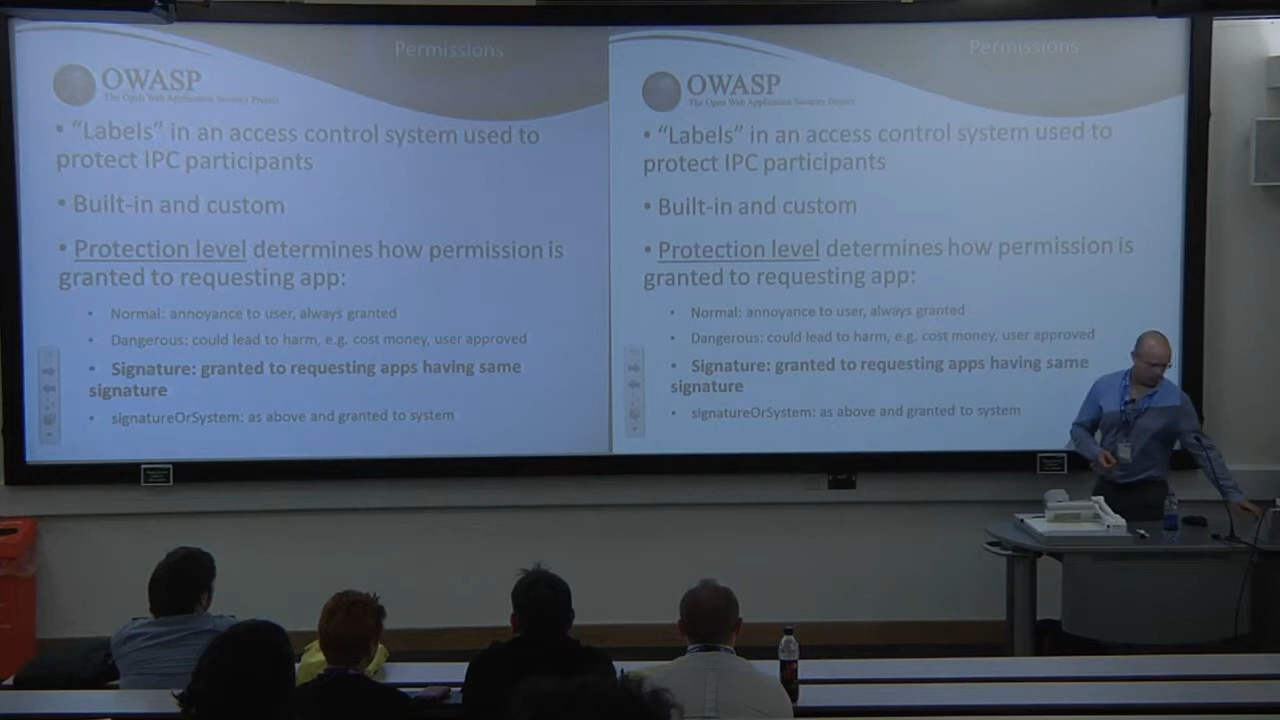 Permissions
OWASP
The Open Web Application Security Project
• “Labels” in an access control system used to
protect IPC participants
• Built-in and custom
• Protection level determines how permission is
granted to requesting app:
• Normal: annoyance to user, always granted
• Dangerous: could lead to harm, e.g. cost money, user approved
• Signature: granted to requesting apps having same
signature
• signatureOrSystem: as above and granted to system
Permissions
OWASP
The Open Web Application Security Project
• “Labels” in an access control system used to
protect IPC participants
• Built-in and custom
• Protection level determines how permission is
granted to requesting app:
• Normal: annoyance to user, always granted
• Dangerous: could lead to harm, e.g. cost money, user approved
• Signature: granted to requesting apps having same
signature
• signatureOrSystem: as above and granted to system